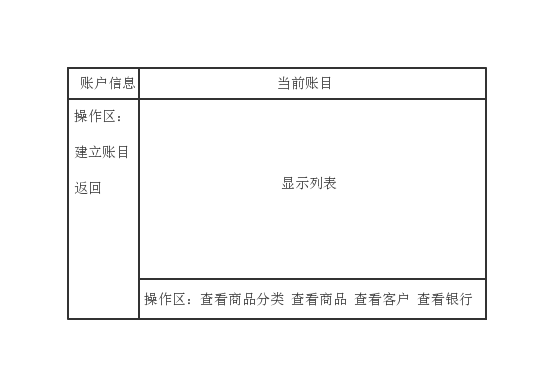 账户信息
当前账目
操作区：
建立账目
返回
显示列表
操作区：查看商品分类 查看商品 查看客户 查看银行